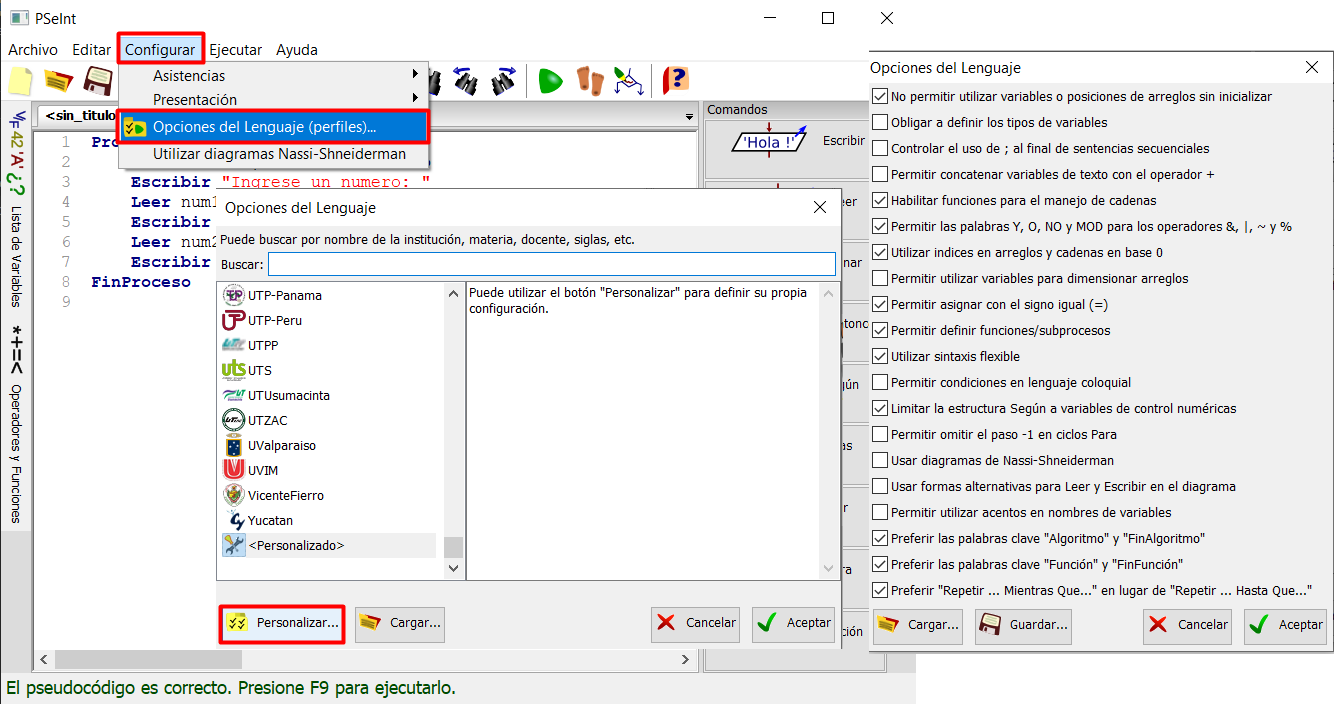 PSeInt
Archivo Editar Configurar Ejecutar Ayuda
Asistencias
Presentación
Opciones del Lenguaje (perfiles)...
Utilizar diagramas Nassi-Shneiderman
<sin_titulo
Lista de Variables
Operadores y Funciones
*+=<
42 'A' ¿?
1 Pro
2
3 Escribir "Ingrese un numero: "
4 Leer num1
5 Escribir
6 Leer num2
7 Escribir
8 FinProceso
9
Comandos
'Hola !'
Escribir
Opciones del Lenguaje
Puede buscar por nombre de la institución, materia, docente, siglas, etc.
Buscar:
UTP-Panama
UTP-Peru
UTPP
UTS
UTUsumacinta
UTZAC
UValparaiso
UVIM
VicenteFierro
Yucatan
<Personalizado>
Puede utilizar el botón "Personalizar" para definir su propia
configuración.
Personalizar... Cargar... Cancelar Aceptar
El pseudocódigo es correcto. Presione F9 para ejecutarlo.
Opciones del Lenguaje
No permitir utilizar variables o posiciones de arreglos sin inicializar
Obligar a definir los tipos de variables
Controlar el uso de ; al final de sentencias secuenciales
Permitir concatenar variables de texto con el operador +
Habilitar funciones para el manejo de cadenas
Permitir las palabras Y, O, NO y MOD para los operadores &, |, ~ y %
Utilizar indices en arreglos y cadenas en base 0
Permitir utilizar variables para dimensionar arreglos
Permitir asignar con el signo igual (=)
Permitir definir funciones/subprocesos
Utilizar sintaxis flexible
Permitir condiciones en lenguaje coloquial
Limitar la estructura Según a variables de control numéricas
Permitir omitir el paso -1 en ciclos Para
Usar diagramas de Nassi-Shneiderman
Usar formas alternativas para Leer y Escribir en el diagrama
Permitir utilizar acentos en nombres de variables
Preferir las palabras clave "Algoritmo" y "FinAlgoritmo"
Preferir las palabras clave "Función" y "FinFunción"
Preferir "Repetir ... Mientras Que..." en lugar de "Repetir ... Hasta Que..."
Cargar... Guardar... Cancelar Aceptar